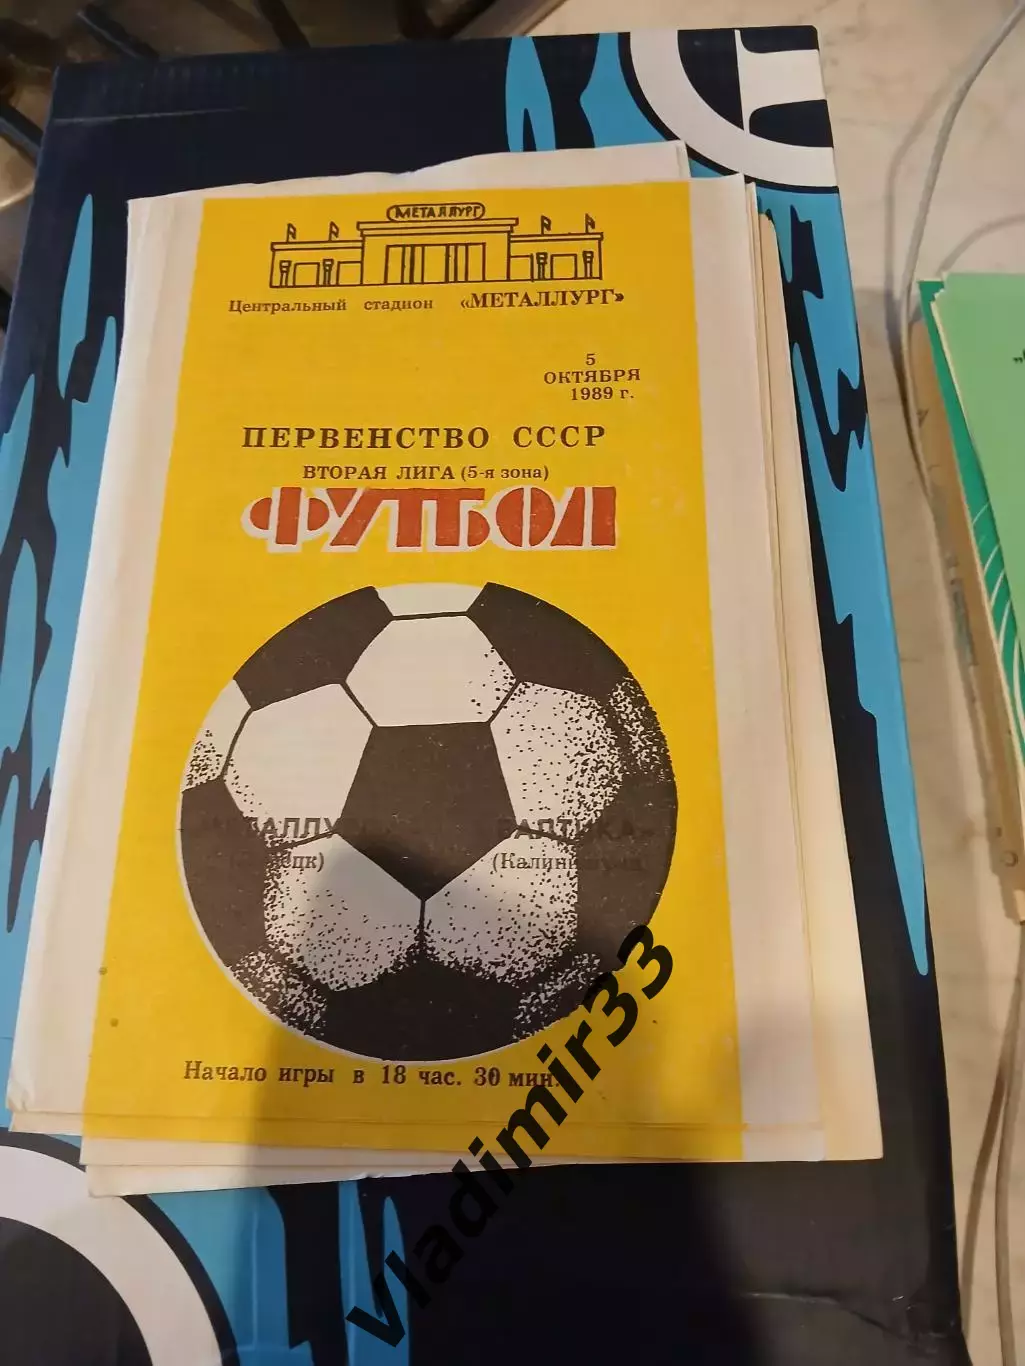 МЕТАЛЛУРГ
Центральный стадион «МЕТАЛЛУРГ»
5
ОКТЯБРЯ
1989 г.
ПЕРВЕНСТВО СССР
ВТОРАЯ ЛИГА (5-я зона)
ФУТБОЛ
Начало игры в 18 час. 30 мин.
vladimir33